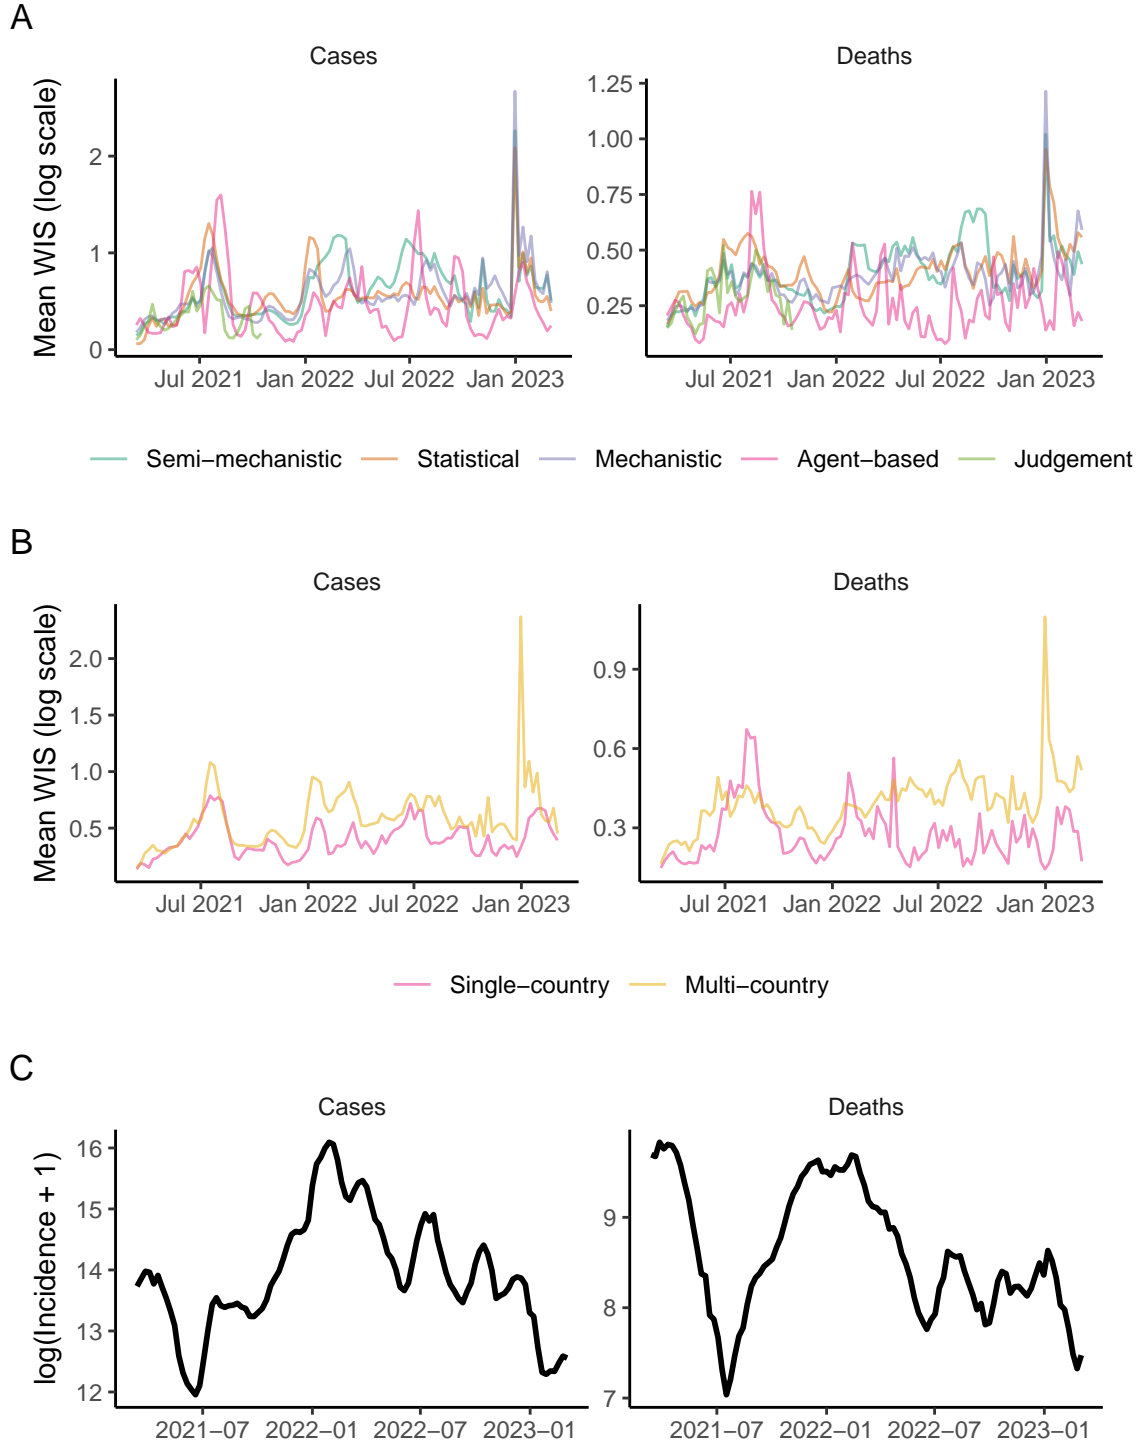 A
Cases
Deaths
Mean WIS (log scale)
2
1
0
1.25
1.00
0.75
0.50
0.25
Jul 2021 Jan 2022 Jul 2022 Jan 2023
Jul 2021 Jan 2022 Jul 2022 Jan 2023
Semi−mechanistic Statistical Mechanistic Agent−based Judgement
B
Cases
Deaths
Mean WIS (log scale)
2.0
1.5
1.0
0.5
0.9
0.6
0.3
Jul 2021 Jan 2022 Jul 2022 Jan 2023
Jul 2021 Jan 2022 Jul 2022 Jan 2023
Single−country Multi−country
C
Cases
Deaths
log(Incidence + 1)
16
15
14
13
12
9
8
7
2021−07 2022−01 2022−07 2023−01
2021−07 2022−01 2022−07 2023−01